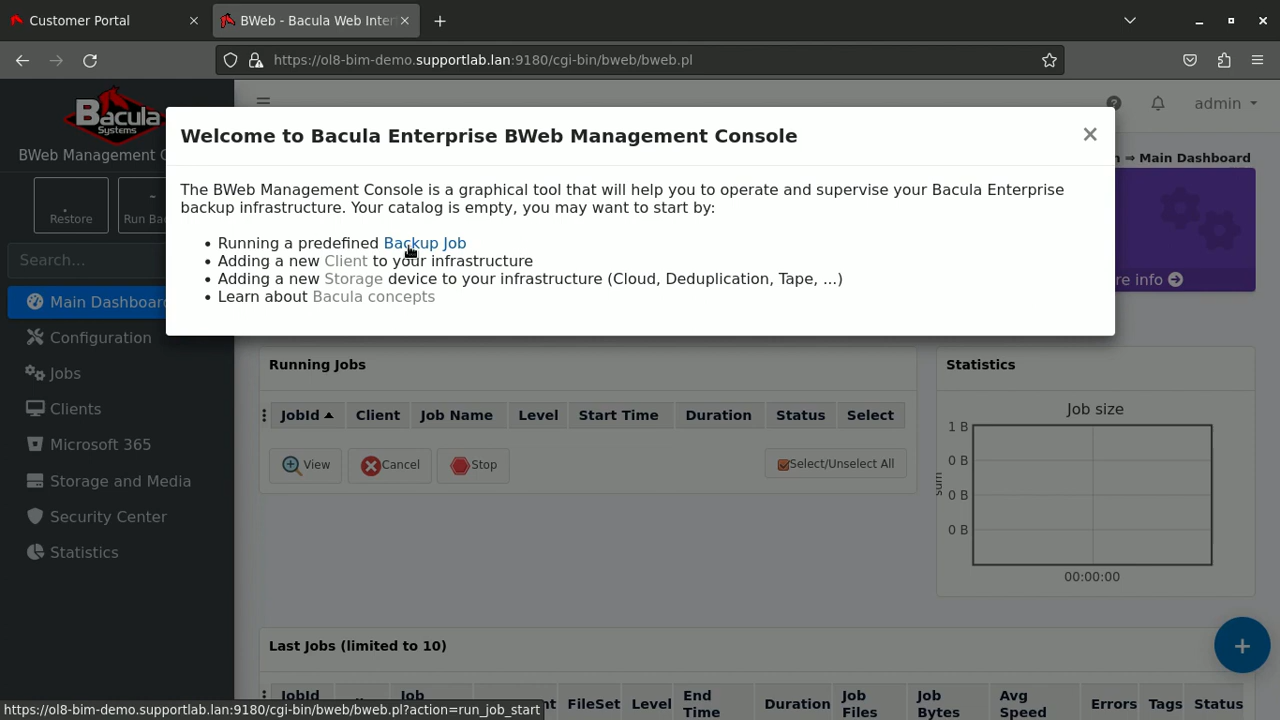 Customer Portal
BWeb - Bacula Web Inter
https://ol8-bim-demo.supportlab.lan:9180/cgi-bin/bweb/bweb.pl
Bacula
Systems
BWeb Management C
admin
Welcome to Bacula Enterprise BWeb Management Console
⇒ Main Dashboard
The BWeb Management Console is a graphical tool that will help you to operate and supervise your Bacula Enterprise
backup infrastructure. Your catalog is empty, you may want to start by:
Restore
Run Bac
• Running a predefined Backup Job
• Adding a new Client to your infrastructure
• Adding a new Storage device to your infrastructure (Cloud, Deduplication, Tape, ...)
• Learn about Bacula concepts
re info
Search...
Main Dashboard
Configuration
Jobs
Clients
Microsoft 365
Storage and Media
Security Center
Statistics
Running Jobs
JobId Client Job Name Level Start Time Duration Status Select
View Cancel Stop Select/Unselect All
Statistics
Job size
1 B
0 B
0 B
0 B
sum
00:00:00
Last Jobs (limited to 10)
JobId Job FileSet Level End Time Duration Job Files Job Bytes Avg Speed Errors Tags Status
https://ol8-bim-demo.supportlab.lan:9180/cgi-bin/bweb/bweb.pl?action=run_job_start